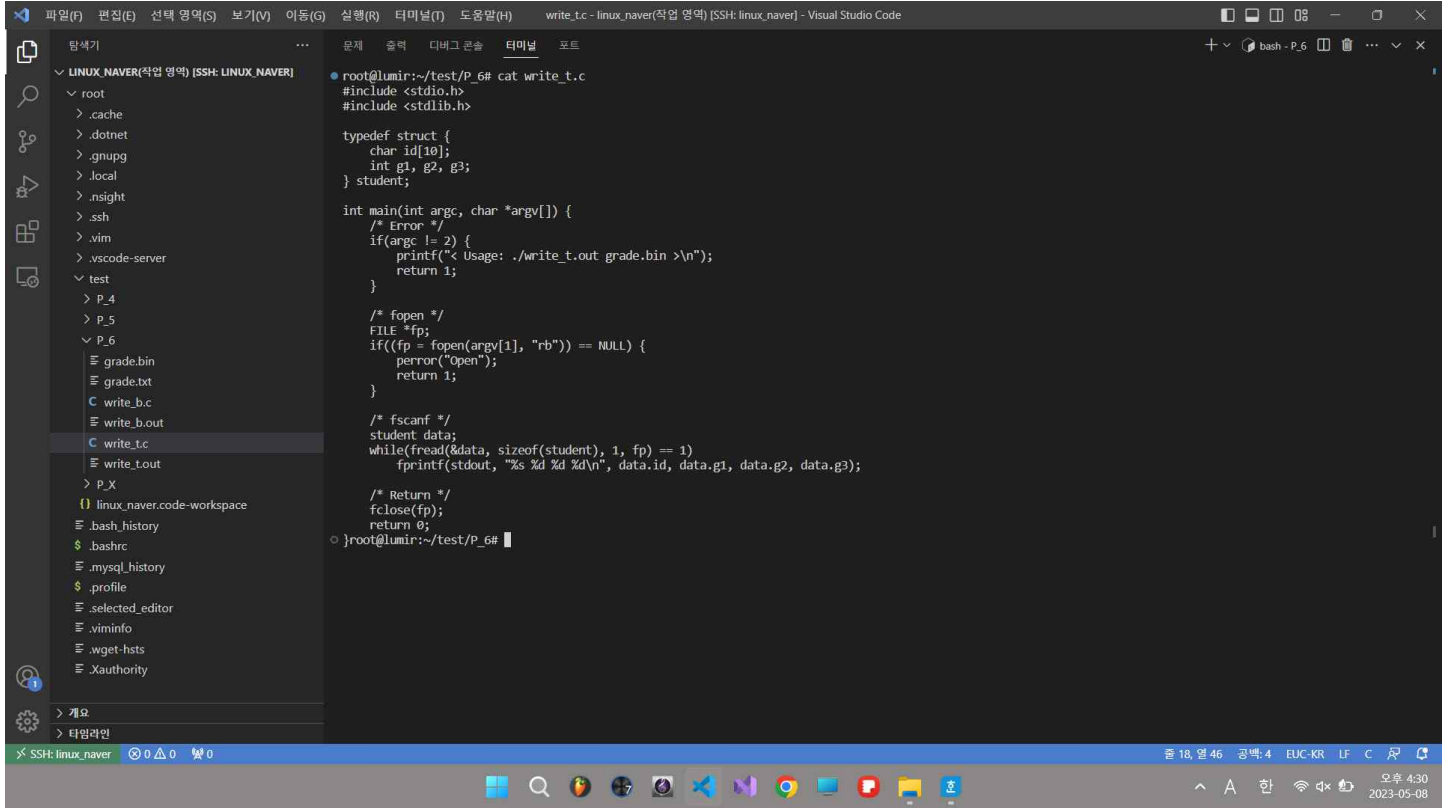 파일(F) 편집(E) 선택 영역(S) 보기(V) 이동(G) 실행(R) 터미널(T) 도움말(H) write_t.c - linux_naver(작업 영역) [SSH: linux_naver] - Visual Studio Code
탐색기 ···
문제 출력 디버그 콘솔 터미널 포트
bash - P_6
LINUX_NAVER(작업 영역) [SSH: LINUX_NAVER]
root
.cache
.dotnet
.gnupg
.local
.nsight
.ssh
.vim
.vscode-server
test
P_4
P_5
P_6
grade.bin
grade.txt
C write_b.c
write_b.out
C write_t.c
write_t.out
P_X
{} linux_naver.code-workspace
.bash_history
$ .bashrc
.mysql_history
$ .profile
.selected_editor
.viminfo
.wget-hsts
.Xauthority
개요
타임라인
root@lumir:~/test/P_6# cat write_t.c
#include <stdio.h>
#include <stdlib.h>
typedef struct {
    char id[10];
    int g1, g2, g3;
} student;
int main(int argc, char *argv[]) {
    /* Error */
    if(argc != 2) {
        printf("< Usage: ./write_t.out grade.bin >\n");
        return 1;
    }
    /* fopen */
    FILE *fp;
    if((fp = fopen(argv[1], "rb")) == NULL) {
        perror("Open");
        return 1;
    }
    /* fscanf */
    student data;
    while(fread(&data, sizeof(student), 1, fp) == 1)
        fprintf(stdout, "%s %d %d %d\n", data.id, data.g1, data.g2, data.g3);
    /* Return */
    fclose(fp);
    return 0;
}root@lumir:~/test/P_6#
1
SSH: linux_naver 0 0 0
줄 18, 열 46 공백: 4 EUC-KR LF C
A 한
오후 4:30
2023-05-08